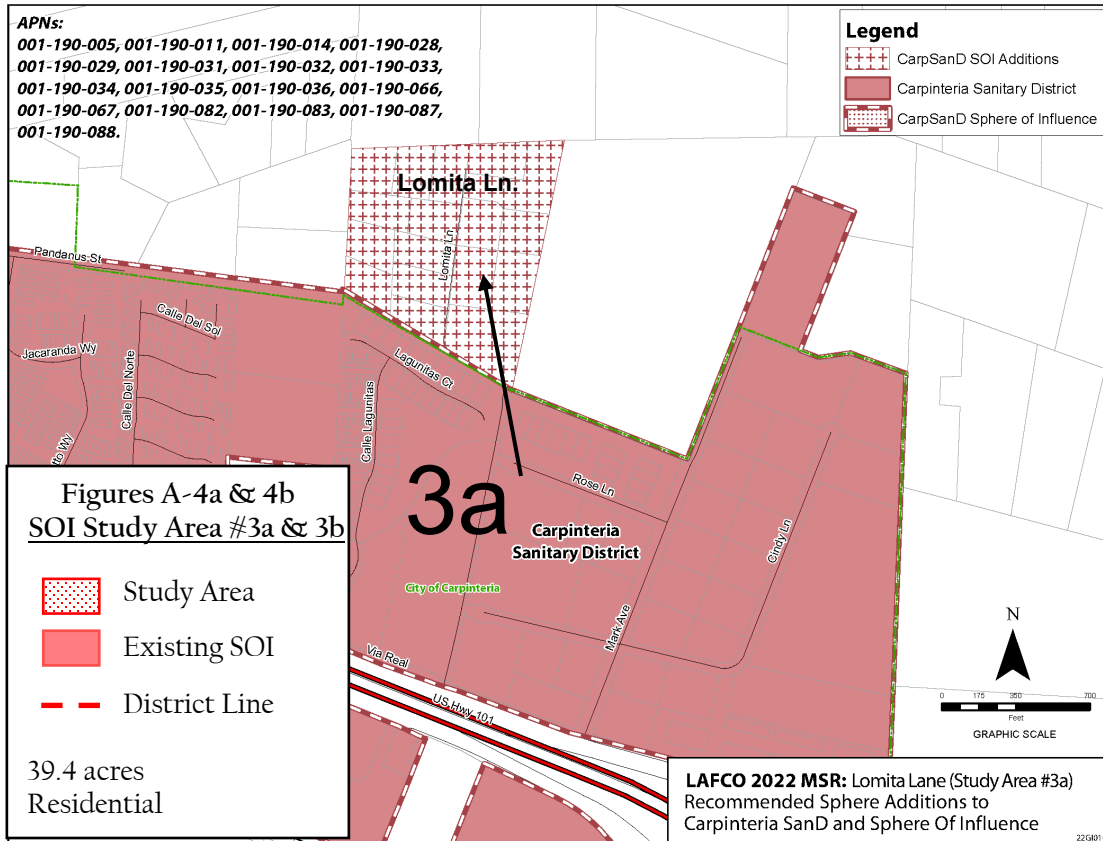 APNs:
001-190-005, 001-190-011, 001-190-014, 001-190-028,
001-190-029, 001-190-031, 001-190-032, 001-190-033,
001-190-034, 001-190-035, 001-190-036, 001-190-066,
001-190-067, 001-190-082, 001-190-083, 001-190-087,
001-190-088.
Legend
CarpSanD SOI Additions
Carpinteria Sanitary District
CarpSanD Sphere of Influence
Lomita Ln.
Lomita Ln
Pandanus St
Calle Del Sol
Jacaranda Wy
Calle Del Norte
Lagunitas Ct
Calle Lagunitas
tto Wy
3a
Rose Ln
Carpinteria
Sanitary District
Cindy Ln
City of Carpinteria
Mark Ave
Via Real
US Hwy 101
Figures A-4a & 4b
SOI Study Area #3a & 3b
Study Area
Existing SOI
District Line
39.4 acres
Residential
N
0 175 350 700
Feet
GRAPHIC SCALE
LAFCO 2022 MSR: Lomita Lane (Study Area #3a)
Recommended Sphere Additions to
Carpinteria SanD and Sphere Of Influence